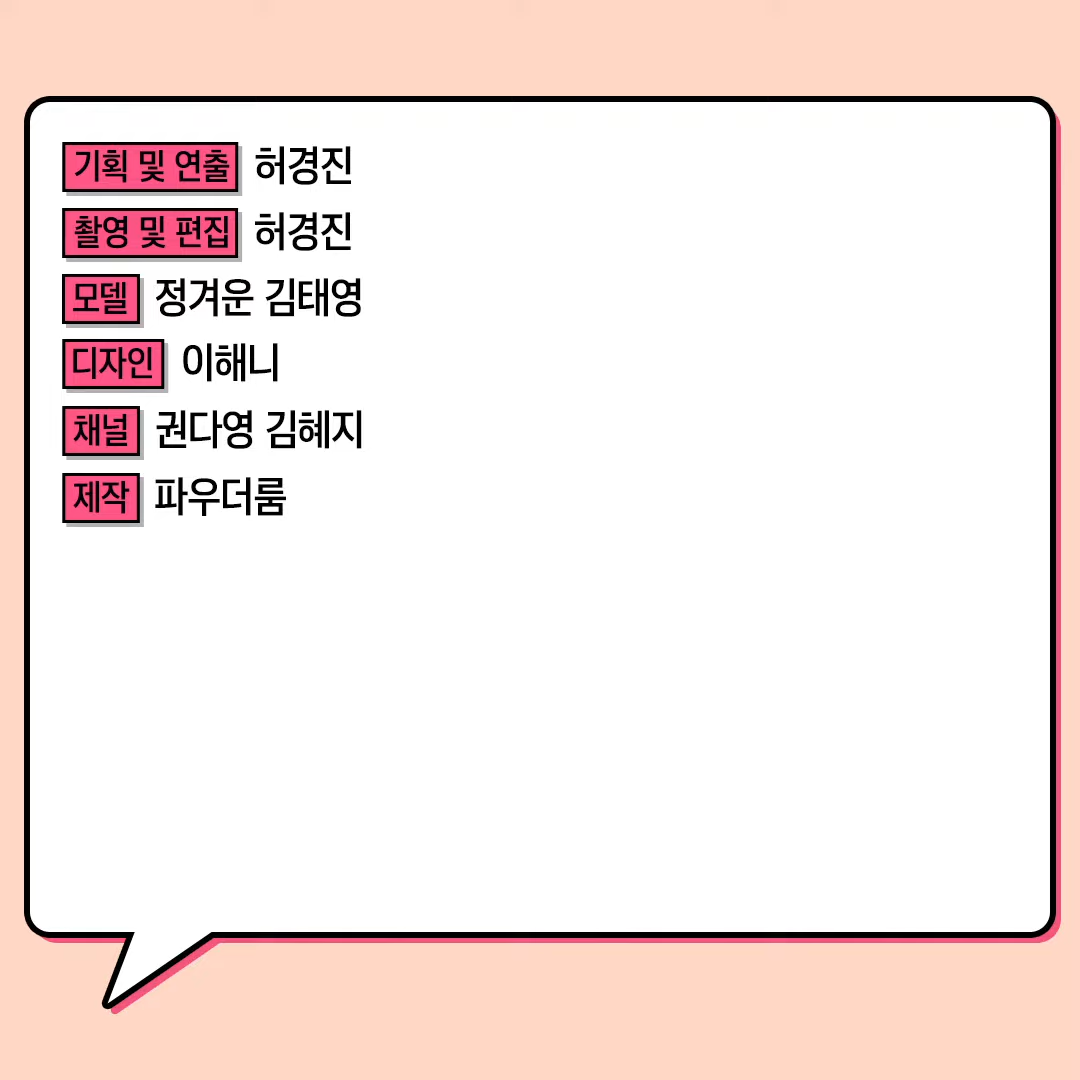 기획 및 연출 허경진
촬영 및 편집 허경진
모델 정겨운 김태영
디자인 이해니
채널 권다영 김혜지
제작 파우더룸